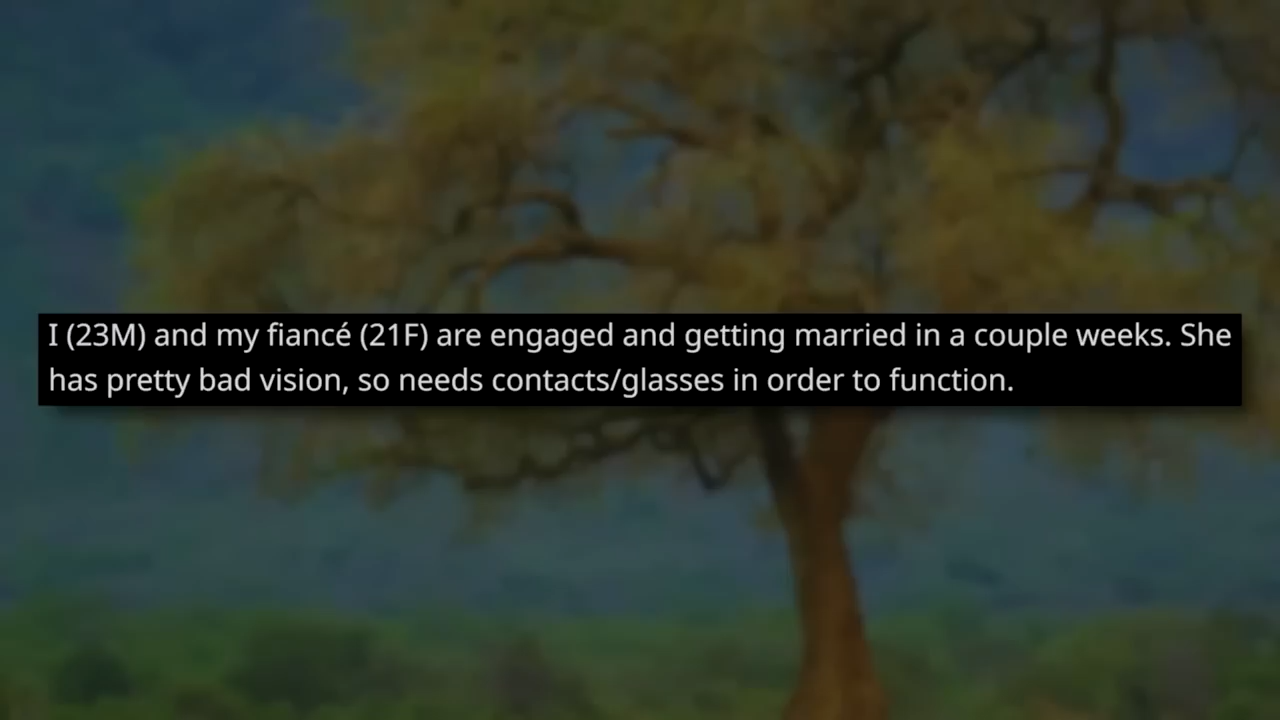 I (23M) and my fiancé (21F) are engaged and getting married in a couple weeks. She
has pretty bad vision, so needs contacts/glasses in order to function.